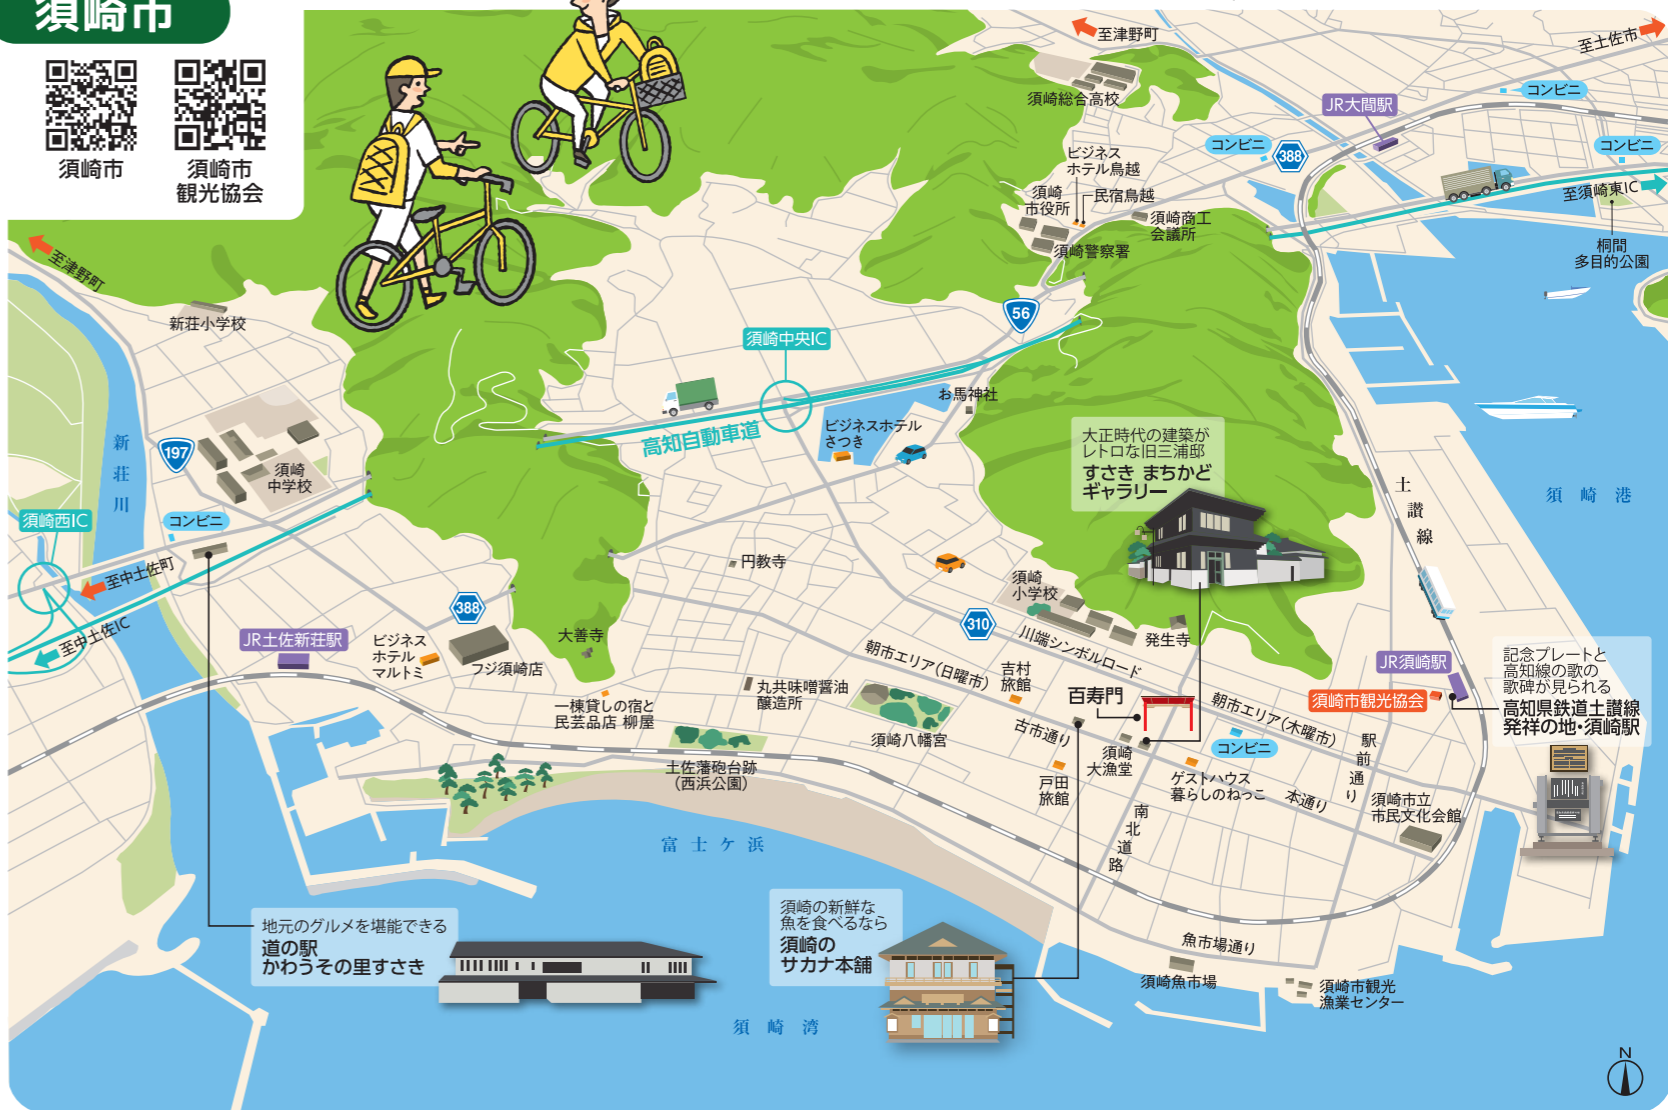 須崎市
須崎市
須崎市
観光協会
至津野町
至土佐市
須崎総合高校
コンビニ
JR大間駅
コンビニ
388
コンビニ
ビジネス
ホテル鳥越
民宿鳥越
須崎
市役所
須崎商工
会議所
須崎警察署
至須崎東IC
桐間
多目的公園
至津野町
新荘小学校
56
須崎中央IC
お馬神社
高知自動車道
ビジネスホテル
さつき
大正時代の建築が
レトロな旧三浦邸
すさき まちかど
ギャラリー
土讃線
須崎港
新荘川
197
須崎
中学校
須崎西IC
コンビニ
至中土佐町
至中土佐IC
円教寺
須崎
小学校
388
310
川端シンボルロード
発生寺
JR土佐新荘駅
ビジネス
ホテル
マルトミ
フジ須崎店
大善寺
朝市エリア(日曜市)
吉村
旅館
百寿門
朝市エリア(木曜市)
JR須崎駅
須崎市観光協会
記念プレートと
高知線の歌の
歌碑が見られる
高知県鉄道土讃線
発祥の地・須崎駅
一棟貸しの宿と
民芸品店 柳屋
丸共味噌醤油
醸造所
須崎八幡宮
古市通り
須崎
大漁堂
コンビニ
駅前通り
土佐藩砲台跡
(西浜公園)
戸田
旅館
ゲストハウス
暮らしのねっこ
本通り
須崎市立
市民文化会館
南北道路
富士ケ浜
地元のグルメを堪能できる
道の駅
かわうその里すさき
須崎の新鮮な
魚を食べるなら
須崎の
サカナ本舗
魚市場通り
須崎魚市場
須崎市観光
漁業センター
須崎湾
N